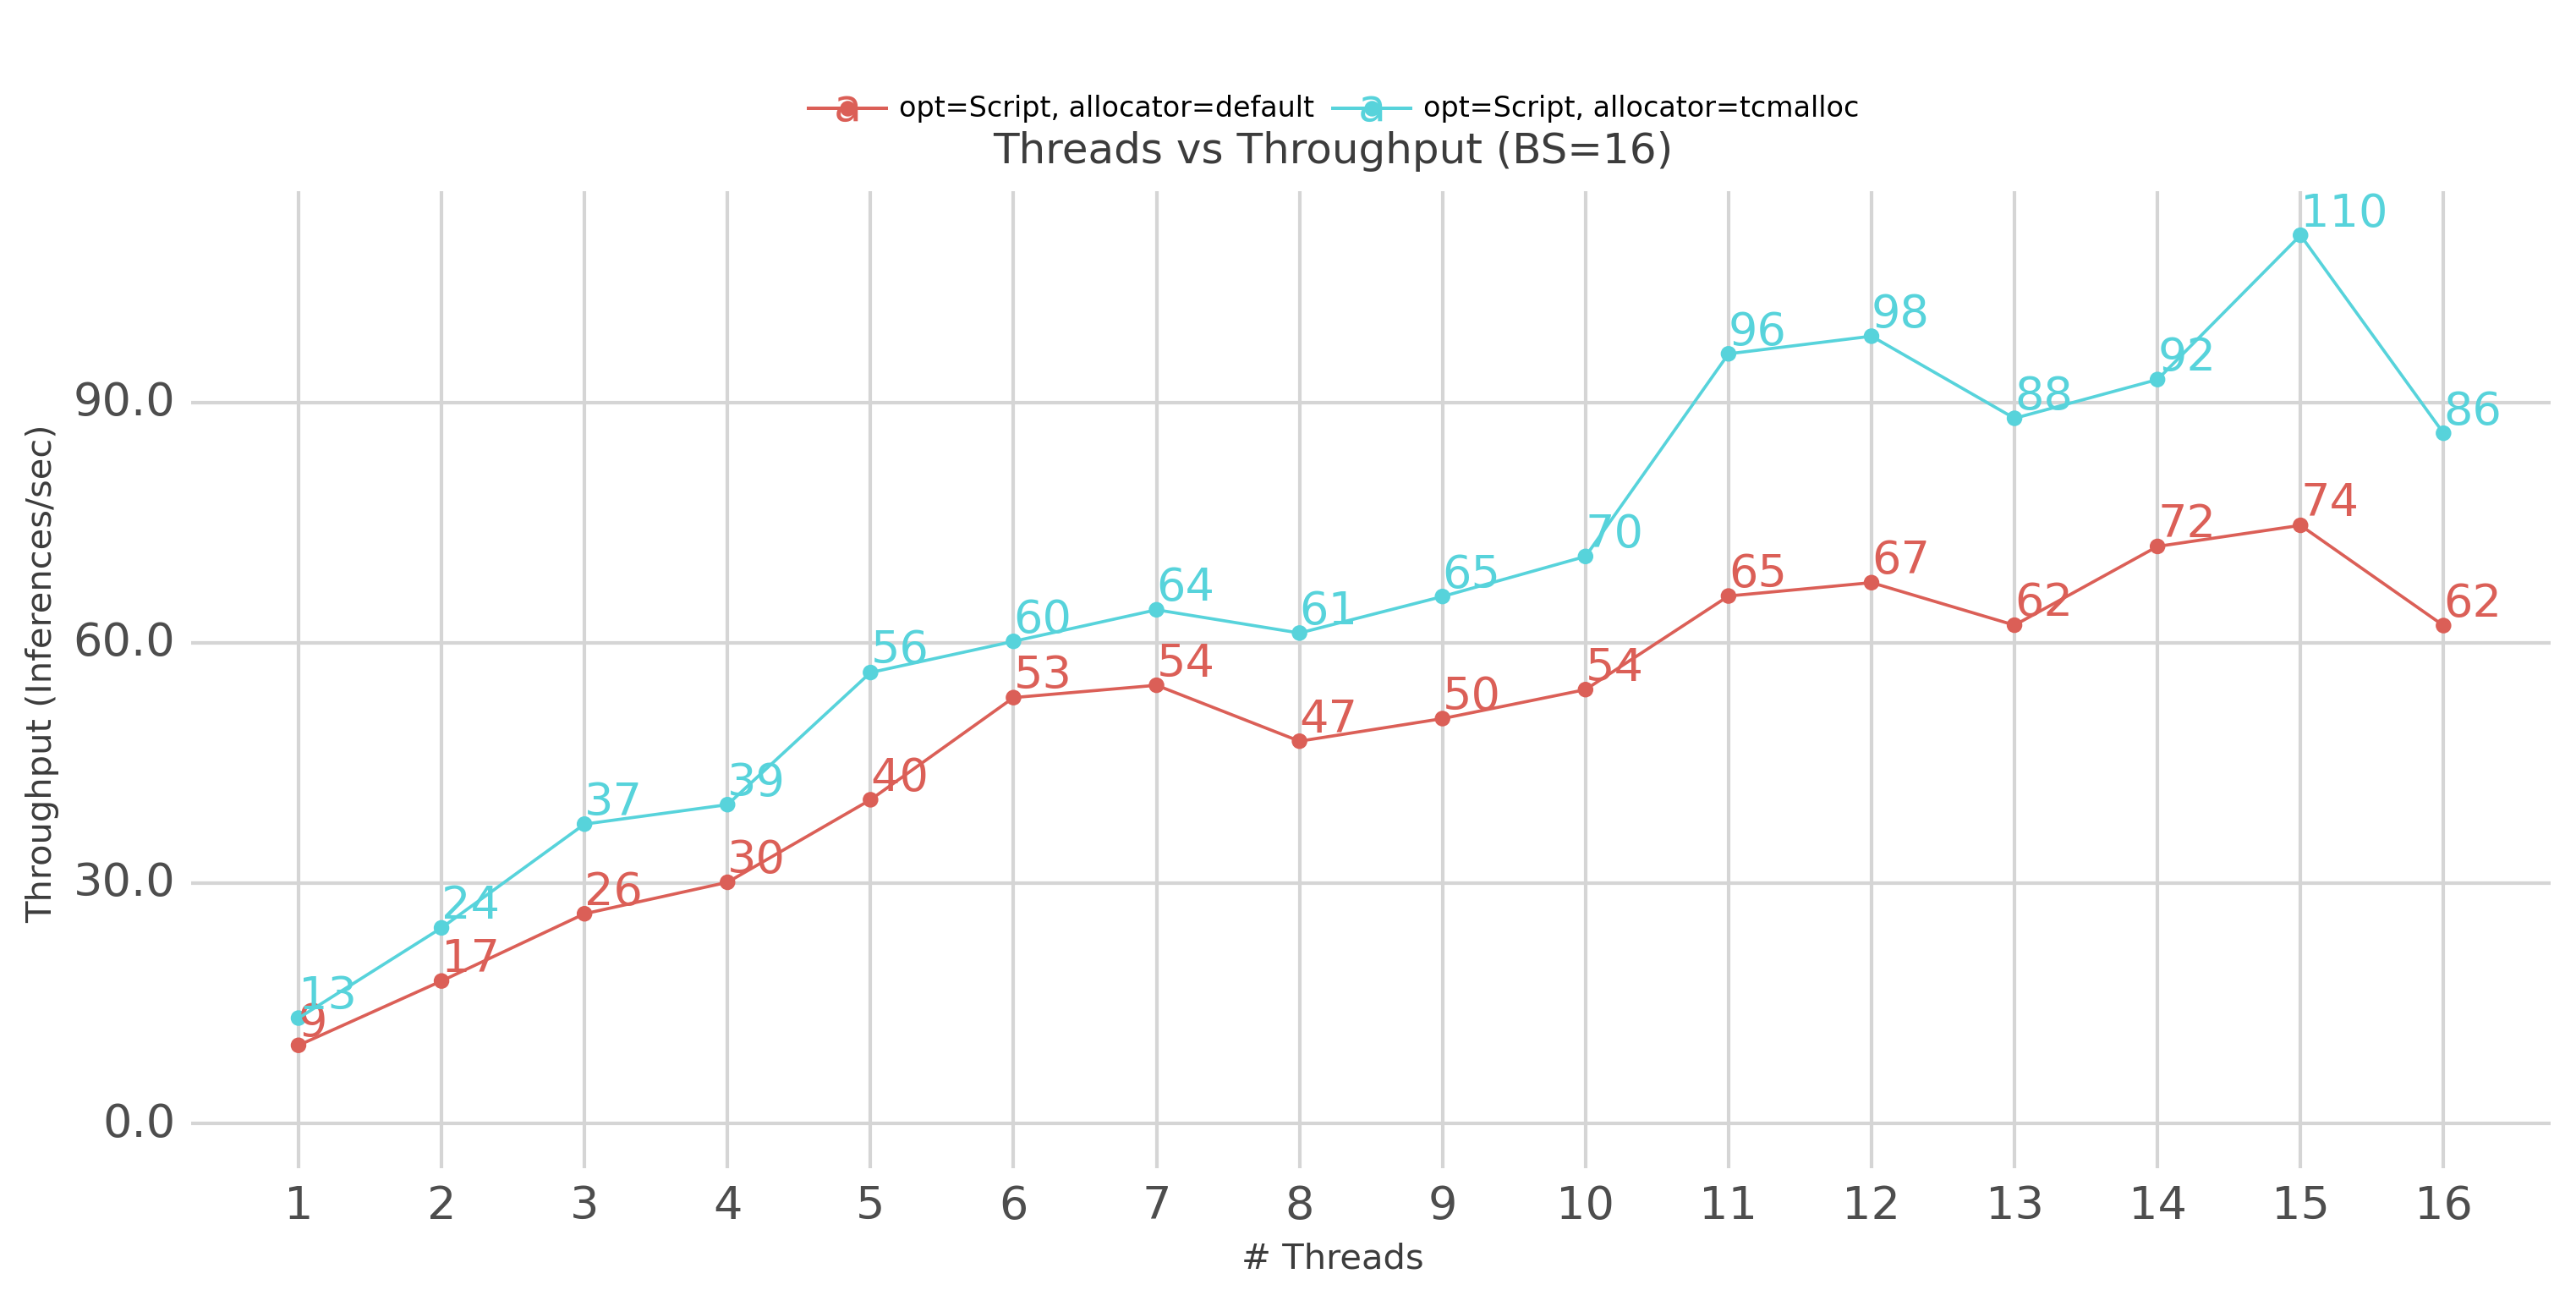 a opt=Script, allocator=default a opt=Script, allocator=tcmalloc
Threads vs Throughput (BS=16)
Throughput (Inferences/sec)
90.0
60.0
30.0
0.0
13 24 37 39 56 60 64 61 65 70 96 98 88 92 110 86
9 17 26 30 40 53 54 47 50 54 65 67 62 72 74 62
1 2 3 4 5 6 7 8 9 10 11 12 13 14 15 16
# Threads